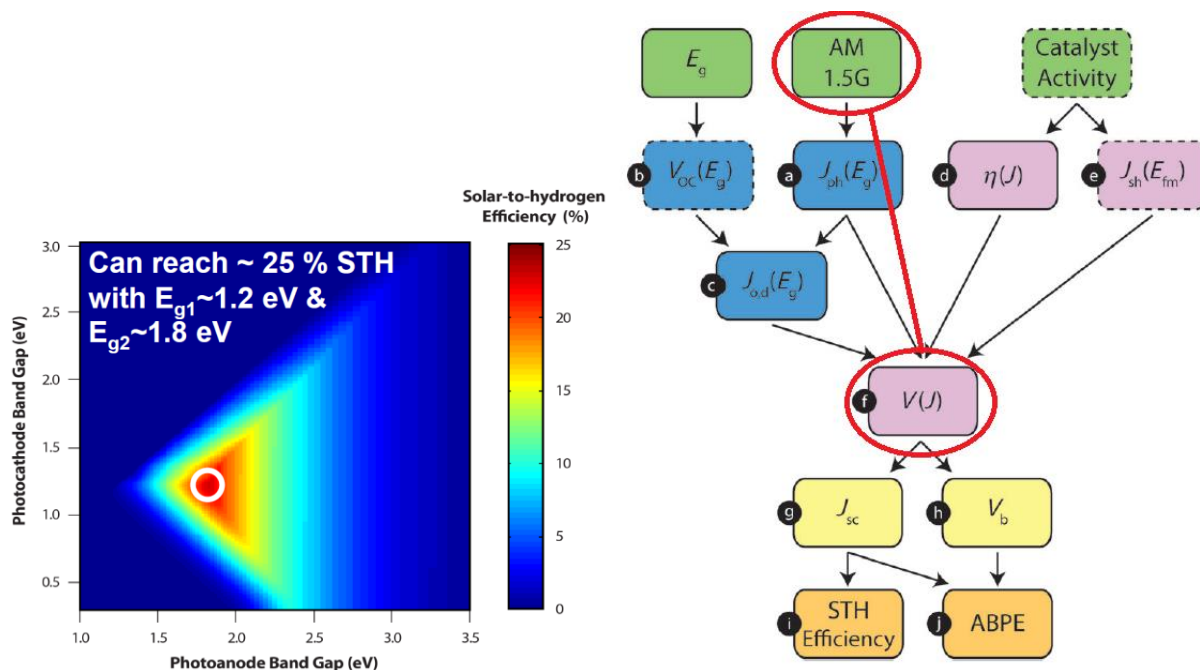 Solar-to-hydrogen
Efficiency (%)
Can reach ~ 25 % STH
with Eg1~1.2 eV &
Eg2~1.8 eV
Photocathode Band Gap (eV)
3.0
2.5
2.0
1.5
1.0
0.5
1.0
1.5
2.0
2.5
3.0
3.5
Photoanode Band Gap (eV)
25
20
15
10
5
0
Eg
AM
1.5G
Catalyst
Activity
b
VOC(Eg)
a
Jph(Eg)
d
η(J)
e
Jsh(Efm)
c
Jo,d(Eg)
f
V(J)
g
Jsc
h
Vb
i
STH
Efficiency
j
ABPE